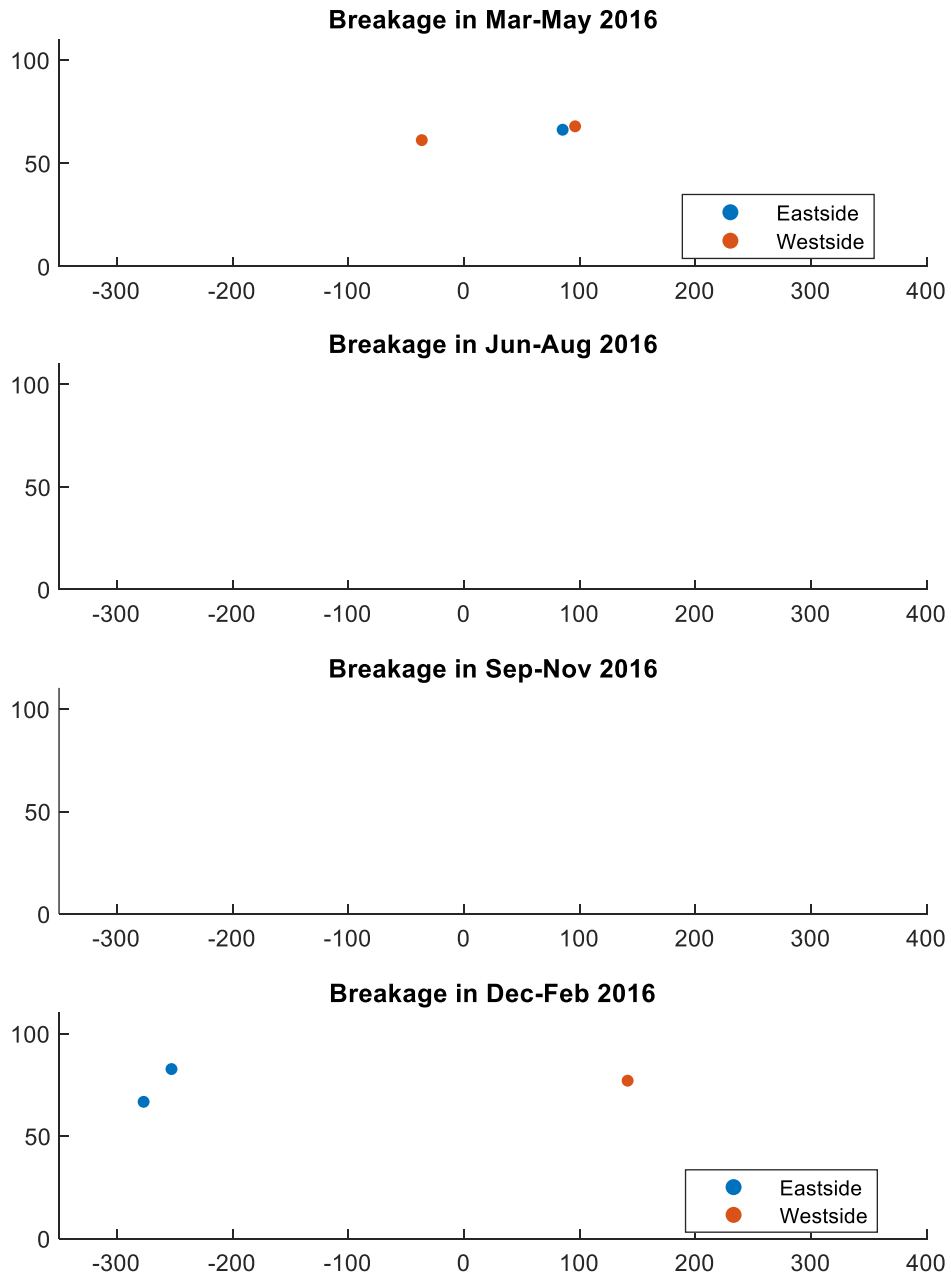 Breakage in Mar-May 2016
100
50
0
Eastside
Westside
-300 -200 -100 0 100 200 300 400
Breakage in Jun-Aug 2016
100
50
0
-300 -200 -100 0 100 200 300 400
Breakage in Sep-Nov 2016
100
50
0
-300 -200 -100 0 100 200 300 400
Breakage in Dec-Feb 2016
100
50
Eastside
Westside
0
-300 -200 -100 0 100 200 300 400